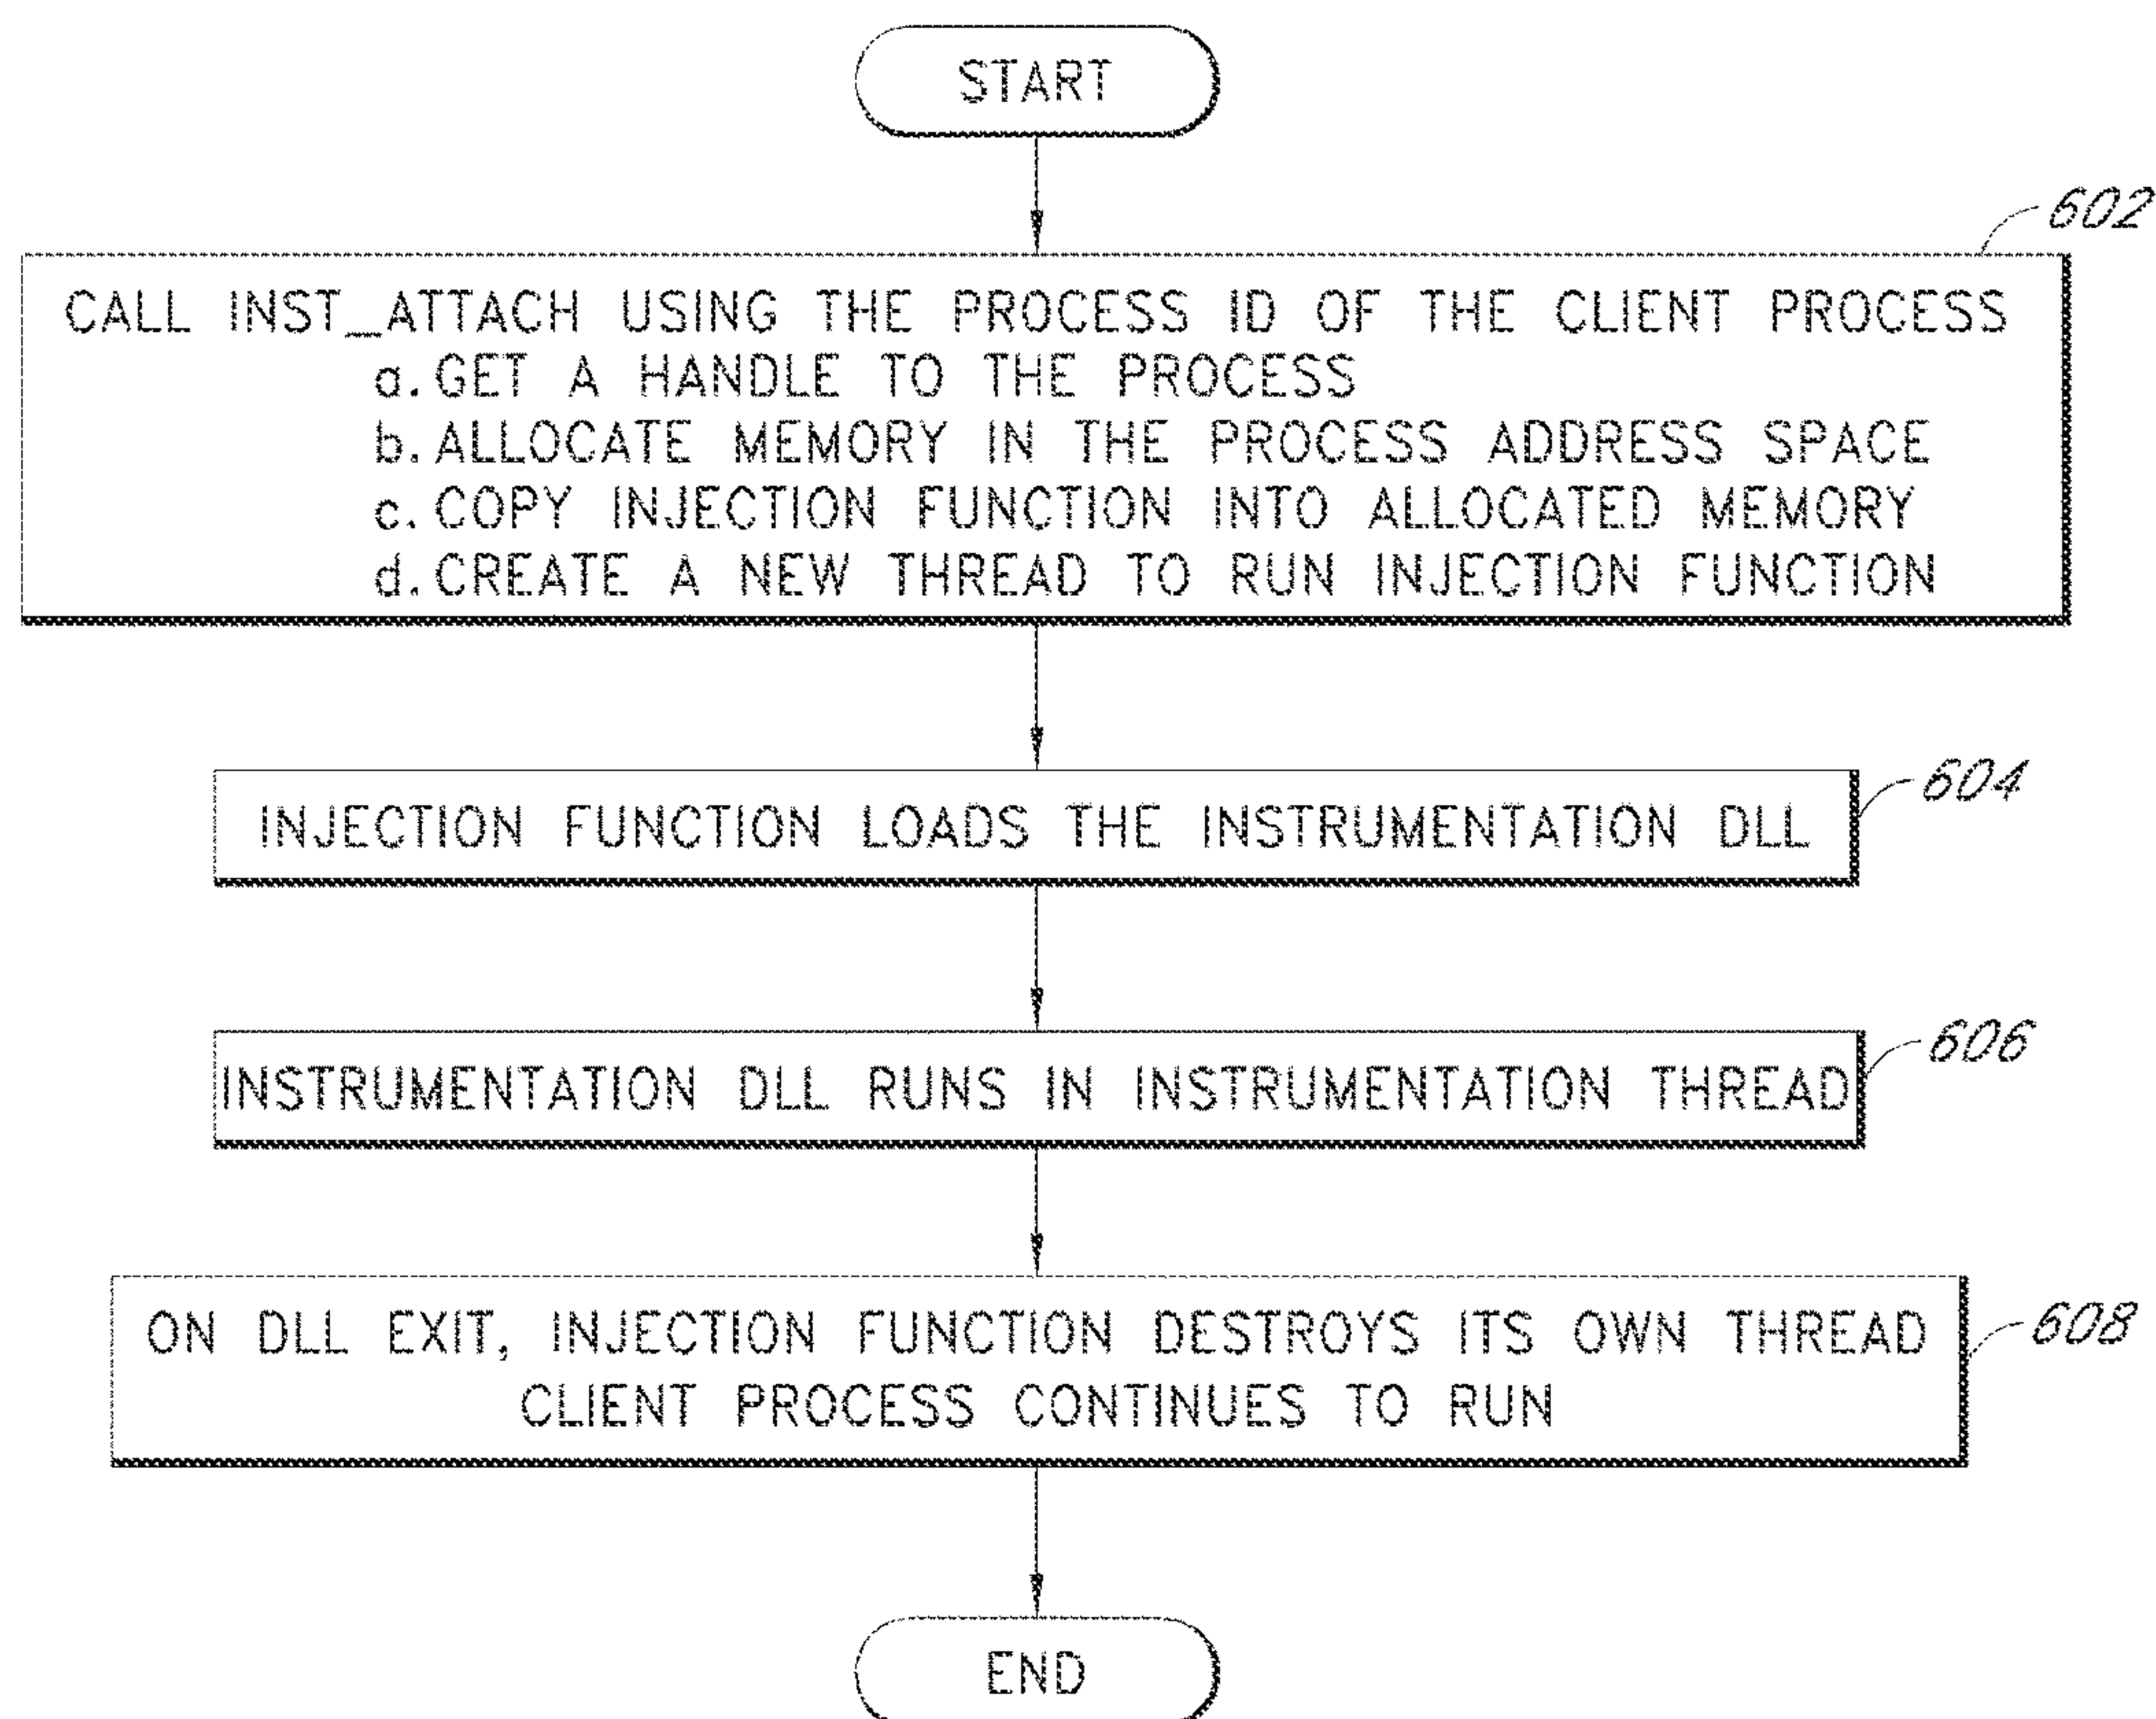 START
602
CALL INST_ATTACH USING THE PROCESS ID OF THE CLIENT PROCESS
a. GET A HANDLE TO THE PROCESS
b. ALLOCATE MEMORY IN THE PROCESS ADDRESS SPACE
c. COPY INJECTION FUNCTION INTO ALLOCATED MEMORY
d. CREATE A NEW THREAD TO RUN INJECTION FUNCTION
604
INJECTION FUNCTION LOADS THE INSTRUMENTATION DLL
606
INSTRUMENTATION DLL RUNS IN INSTRUMENTATION THREAD
608
ON DLL EXIT, INJECTION FUNCTION DESTROYS ITS OWN THREAD
CLIENT PROCESS CONTINUES TO RUN
END